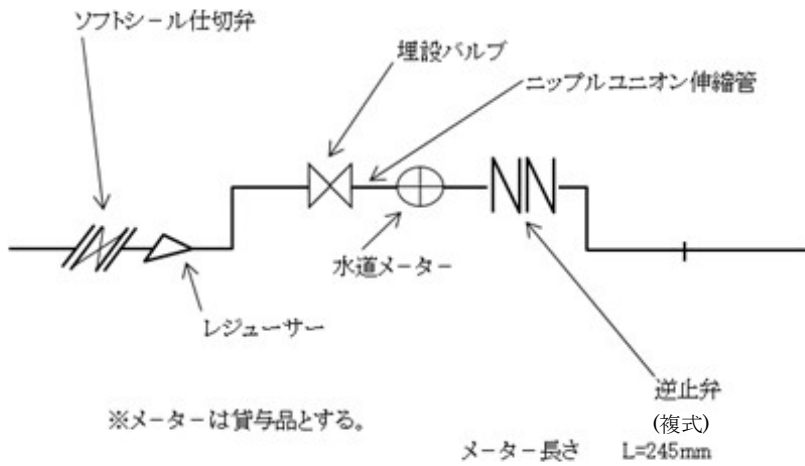 ソフトシール仕切弁
埋設バルブ
ニップルユニオン伸縮管
水道メーター
レジューサー
逆止弁
(複式)
※メーターは貸与品とする。
メーター長さ　L=245mm